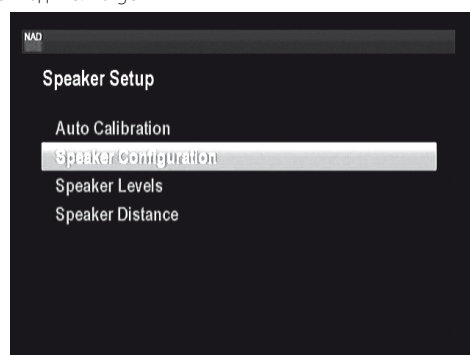 NAD
Speaker Setup
Auto Calibration
Speaker Configuration
Speaker Levels
Speaker Distance